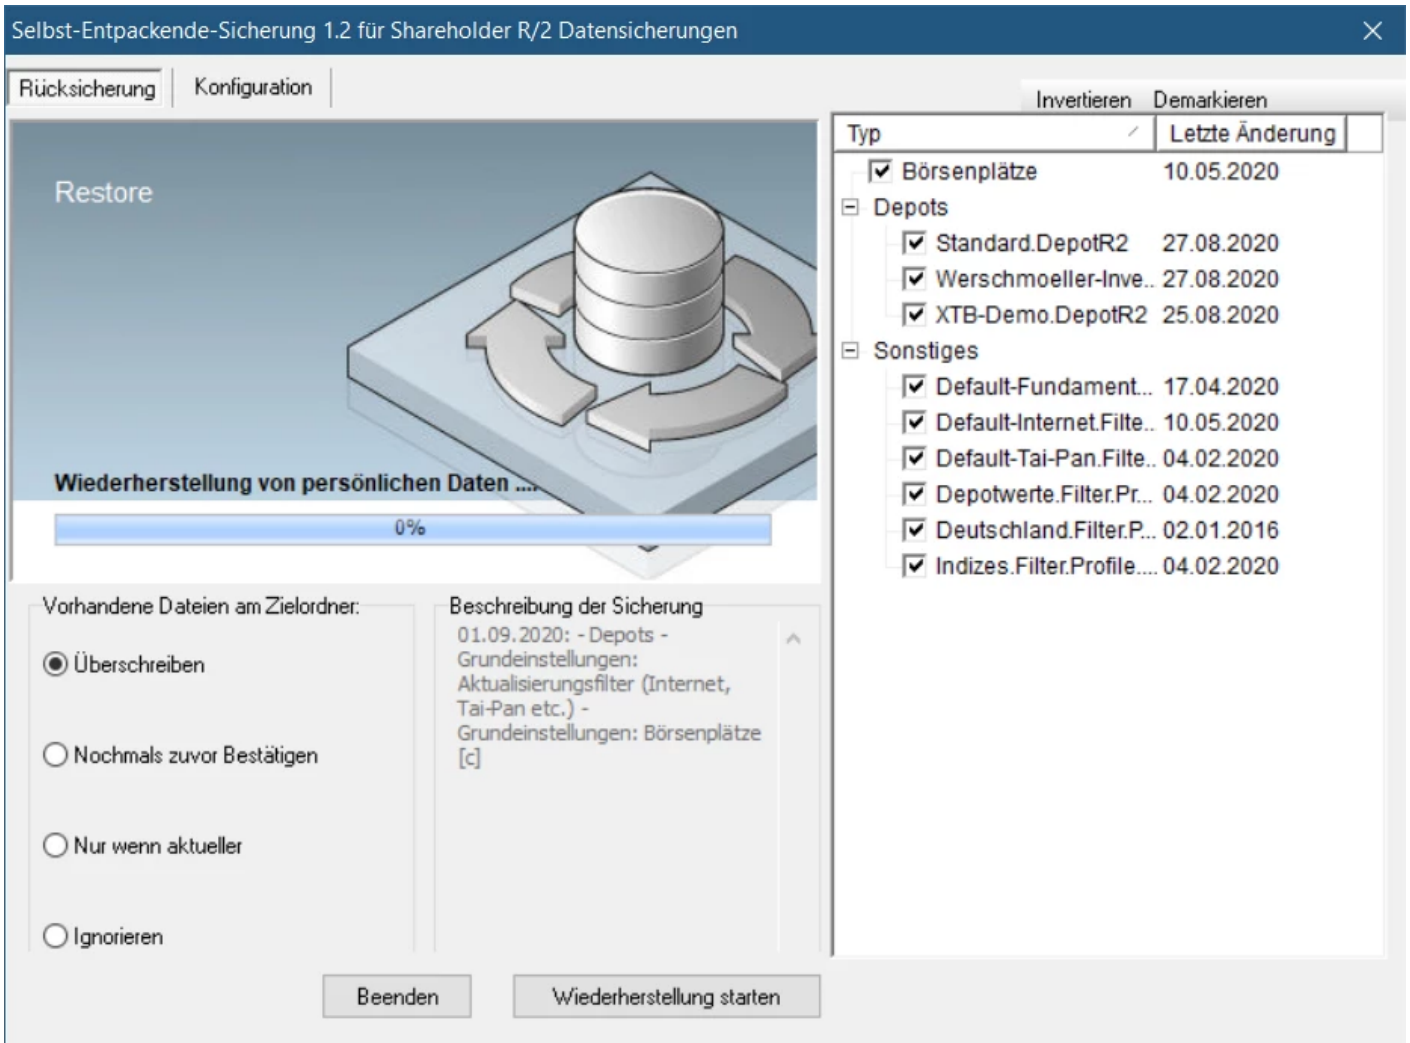 Selbst-Entpackende-Sicherung 1.2 für Shareholder R/2 Datensicherungen
Rücksicherung Konfiguration
Invertieren Demarkieren
Typ Letzte Änderung
Börsenplätze 10.05.2020
Depots
Standard.DepotR2 27.08.2020
Werschmoeller-Inve... 27.08.2020
XTB-Demo.DepotR2 25.08.2020
Sonstiges
Default-Fundament... 17.04.2020
Default-Internet.Filte... 10.05.2020
Default-Tai-Pan.Filte... 04.02.2020
Depotwerte.Filter.Pr... 04.02.2020
Deutschland.Filter.P... 02.01.2016
Indizes.Filter.Profile.... 04.02.2020
Restore
Wiederherstellung von persönlichen Daten ....
0%
Vorhandene Dateien am Zielordner:
Überschreiben
Nochmals zuvor Bestätigen
Nur wenn aktueller
Ignorieren
Beschreibung der Sicherung
01.09.2020: - Depots -
Grundeinstellungen:
Aktualisierungsfilter (Internet,
Tai-Pan etc.) -
Grundeinstellungen: Börsenplätze
[c]
Beenden Wiederherstellung starten